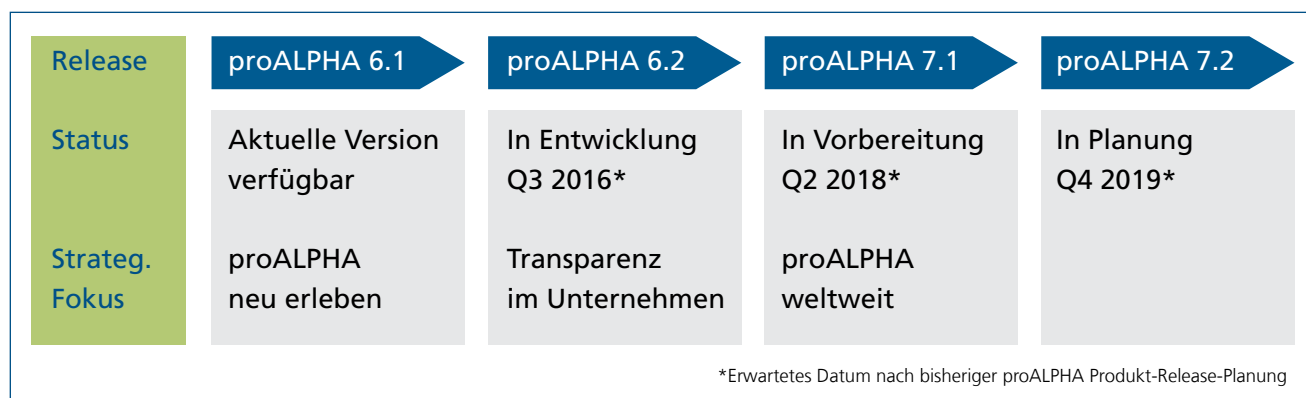 Release
proALPHA 6.1
proALPHA 6.2
proALPHA 7.1
proALPHA 7.2
Status
Aktuelle Version
verfügbar
In Entwicklung
Q3 2016*
In Vorbereitung
Q2 2018*
In Planung
Q4 2019*
Strateg.
Fokus
proALPHA
neu erleben
Transparenz
im Unternehmen
proALPHA
weltweit
*Erwartetes Datum nach bisheriger proALPHA Produkt-Release-Planung